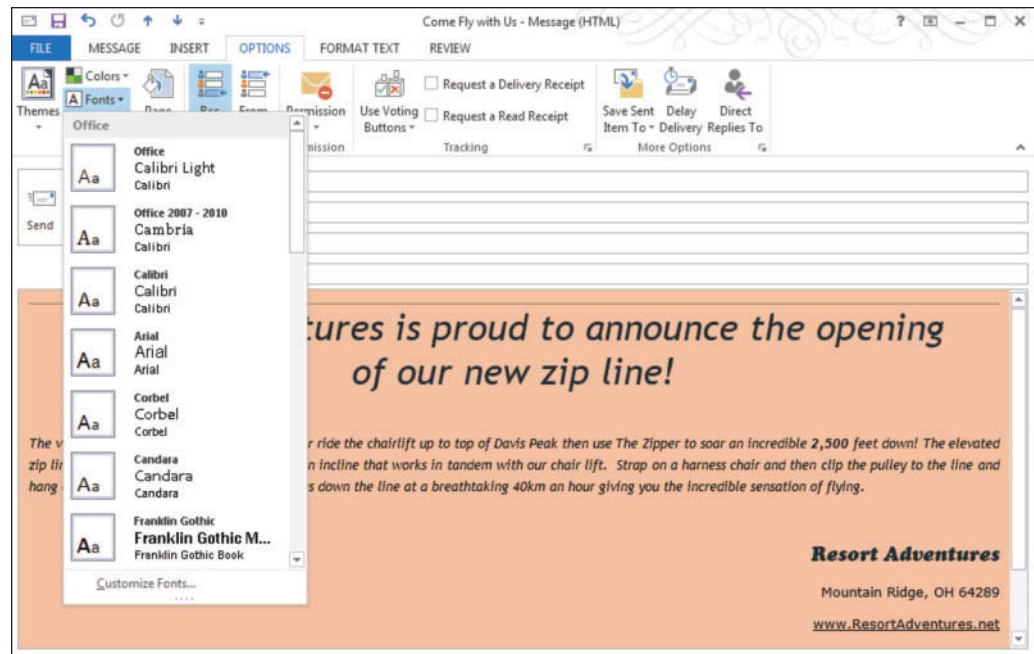 Come Fly with Us - Message (HTML)
FILE MESSAGE INSERT OPTIONS FORMAT TEXT REVIEW
Themes
Colors
Fonts
Permission
Use Voting
Buttons
Request a Delivery Receipt
Request a Read Receipt
Save Sent
Item To
Delay
Delivery
Direct
Replies To
Tracking
More Options
Send
Office
Aa
Office
Calibri Light
Calibri
Aa
Office 2007 - 2010
Cambria
Calibri
Aa
Calibri
Calibri
Calibri
Aa
Arial
Arial
Arial
Aa
Corbel
Corbel
Corbel
Aa
Candara
Candara
Candara
Aa
Franklin Gothic
Franklin Gothic M...
Franklin Gothic Book
Customize Fonts...
tures is proud to announce the opening
of our new zip line!
The v r ride the chairlift up to top of Davis Peak then use The Zipper to soar an incredible 2,500 feet down! The elevated
zip lin n incline that works in tandem with our chair lift. Strap on a harness chair and then clip the pulley to the line and
hang s down the line at a breathtaking 40km an hour giving you the incredible sensation of flying.
Resort Adventures
Mountain Ridge, OH 64289
www.ResortAdventures.net